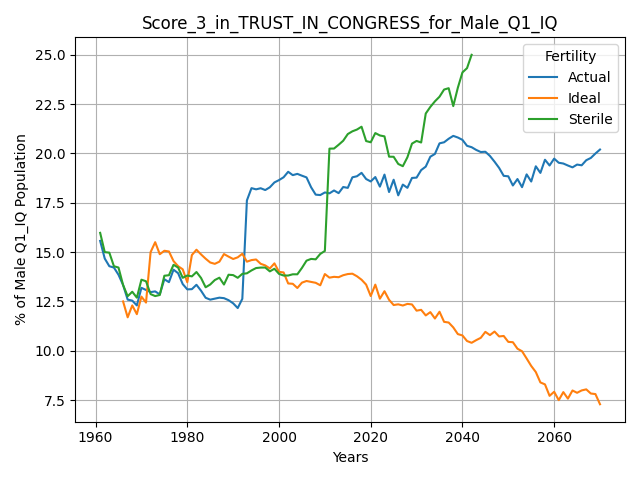 Score_3_in_TRUST_IN_CONGRESS_for_Male_Q1_IQ
% of Male Q1_IQ Population
25.0
22.5
20.0
17.5
15.0
12.5
10.0
7.5
Fertility
Actual
Ideal
Sterile
1960
1980
2000
2020
2040
2060
Years